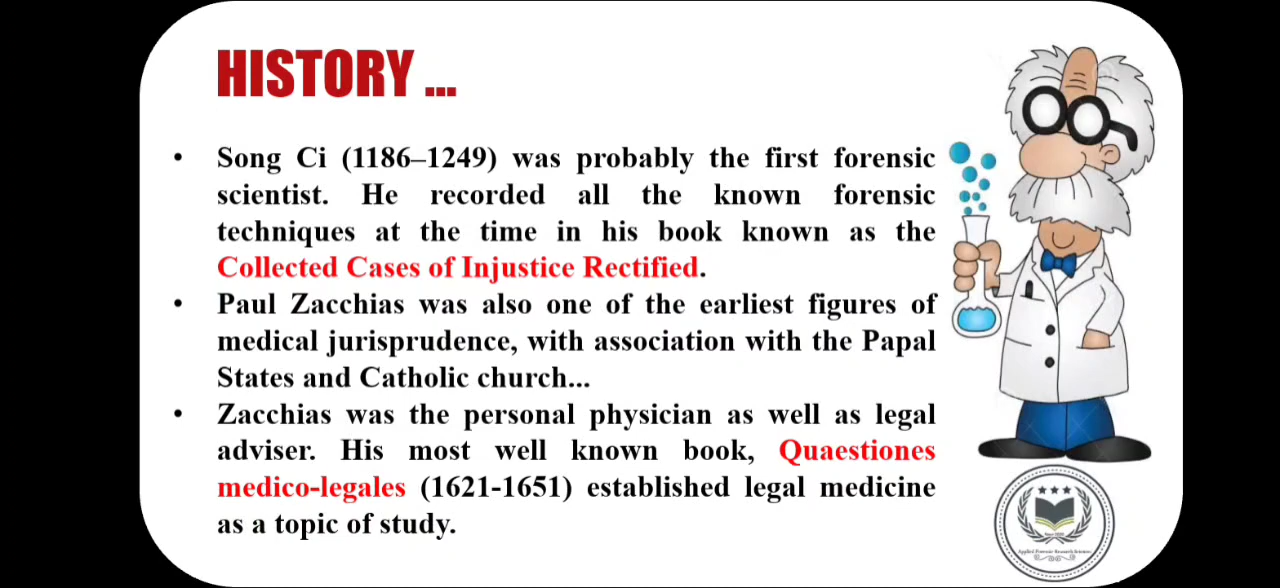 HISTORY ...
• Song Ci (1186–1249) was probably the first forensic
scientist. He recorded all the known forensic
techniques at the time in his book known as the
Collected Cases of Injustice Rectified.
• Paul Zacchias was also one of the earliest figures of
medical jurisprudence, with association with the Papal
States and Catholic church...
• Zacchias was the personal physician as well as legal
adviser. His most well known book, Quaestiones
medico-legales (1621-1651) established legal medicine
as a topic of study.
Applied Forensic Research Sciences